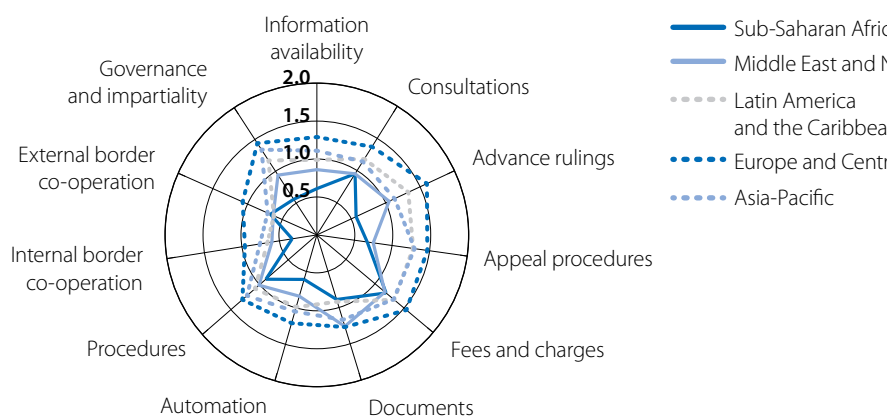 Information
availability
Consultations
Advance rulings
Appeal procedures
Fees and charges
Documents
Automation
Procedures
Internal border
co-operation
External border
co-operation
Governance
and impartiality
2.0
1.5
1.0
0.5
Sub-Saharan Afric
Middle East and N
Latin America
and the Caribbea
Europe and Centr
Asia-Pacific